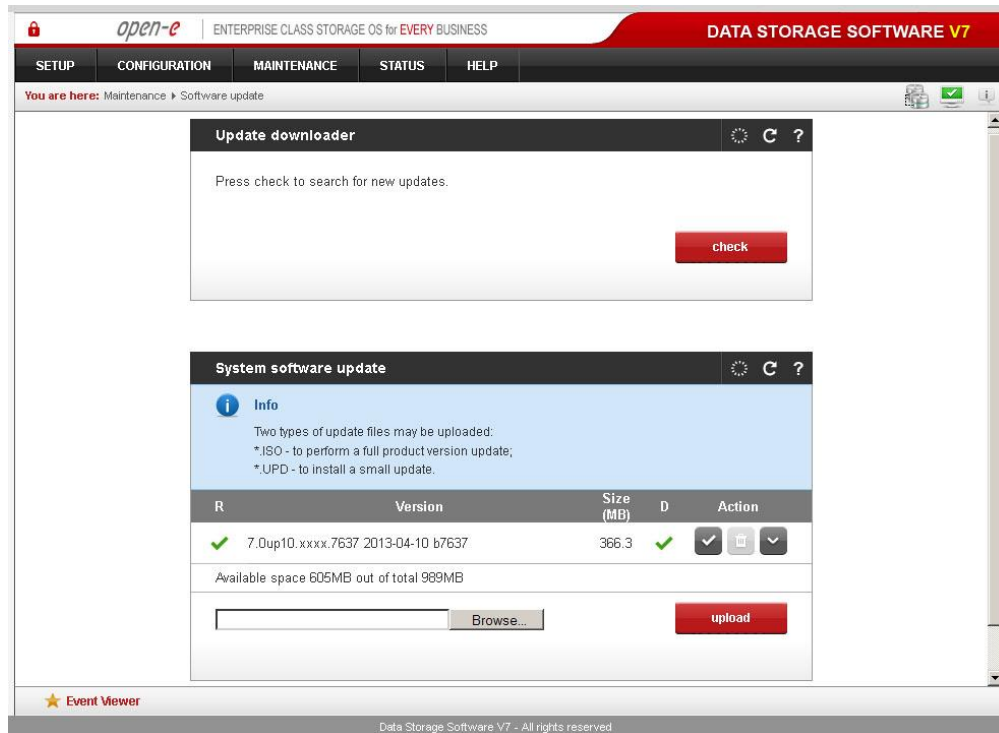 open-e ENTERPRISE CLASS STORAGE OS for EVERY BUSINESS DATA STORAGE SOFTWARE V7
SETUP CONFIGURATION MAINTENANCE STATUS HELP
You are here: Maintenance Software update
Update downloader ?
Press check to search for new updates.
check
System software update ?
Info
Two types of update files may be uploaded:
*.ISO - to perform a full product version update;
*.UPD - to install a small update.
R Version Size (MB) D Action
7.0up10.xxxx.7637 2013-04-10 b7637 366.3
Available space 605MB out of total 989MB
Browse... upload
Event Viewer
Data Storage Software V7 - All rights reserved